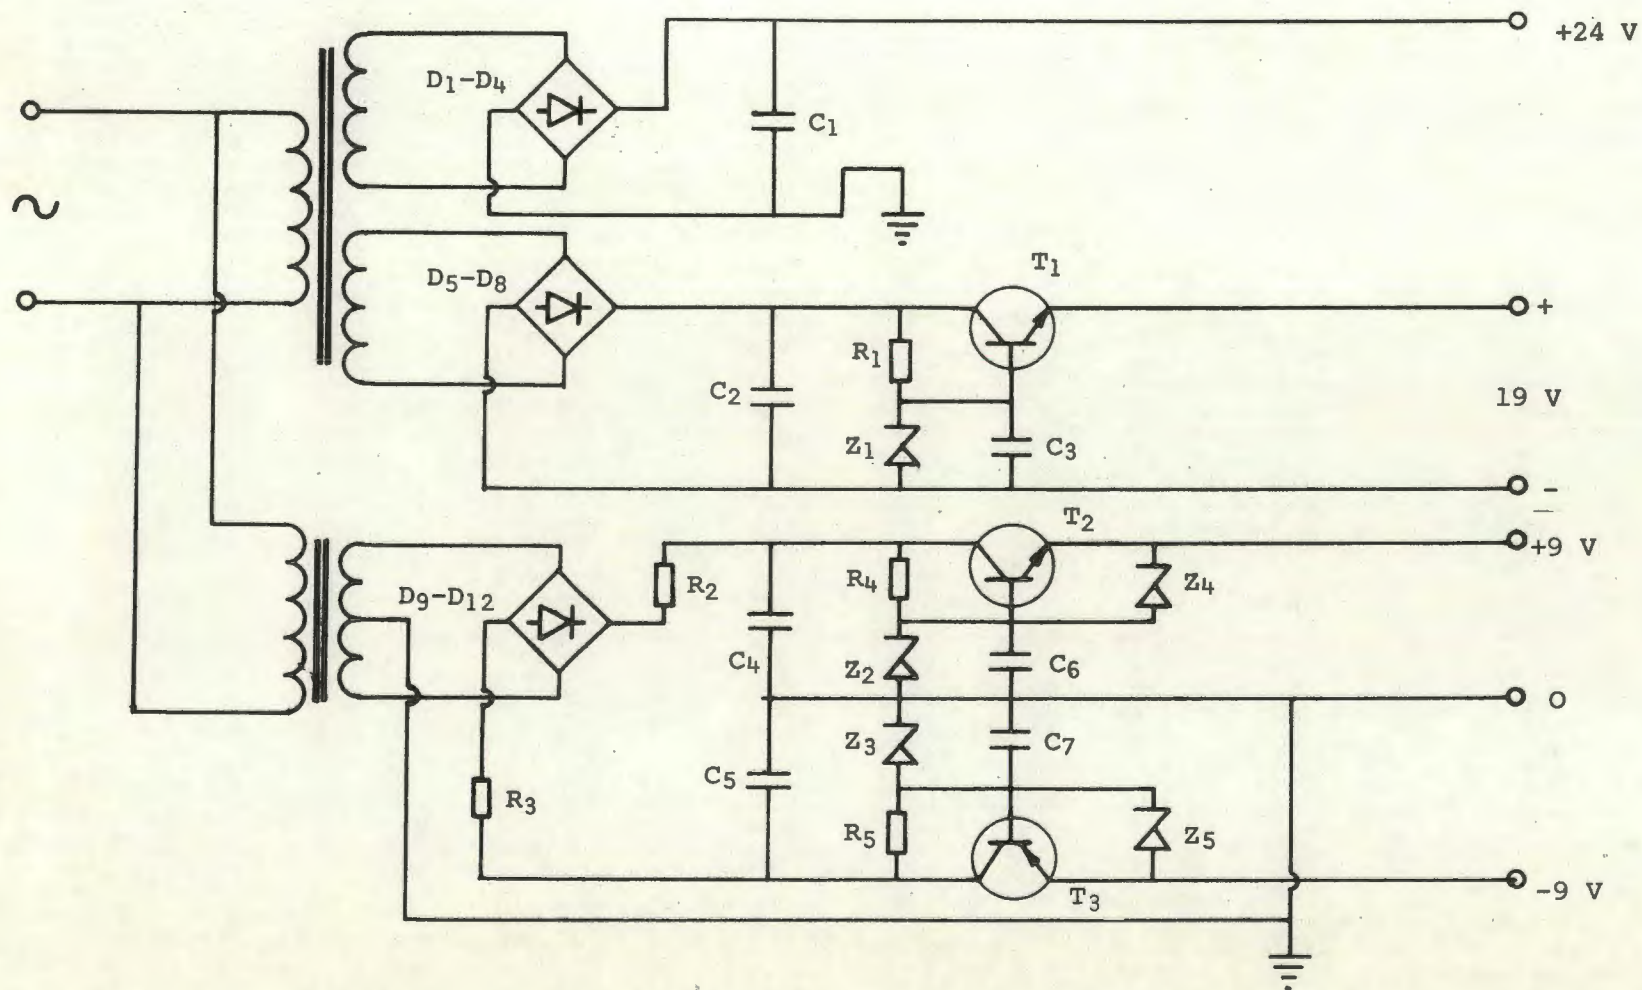 +24 V
D1-D4
C1
D5-D8
T1
+
R1
C2
19 V
Z1
C3
-
T2
+9 V
D9-D12
R2
R4
Z4
C4
Z2
C6
O
Z3
C7
C5
R3
R5
Z5
T3
-9 V